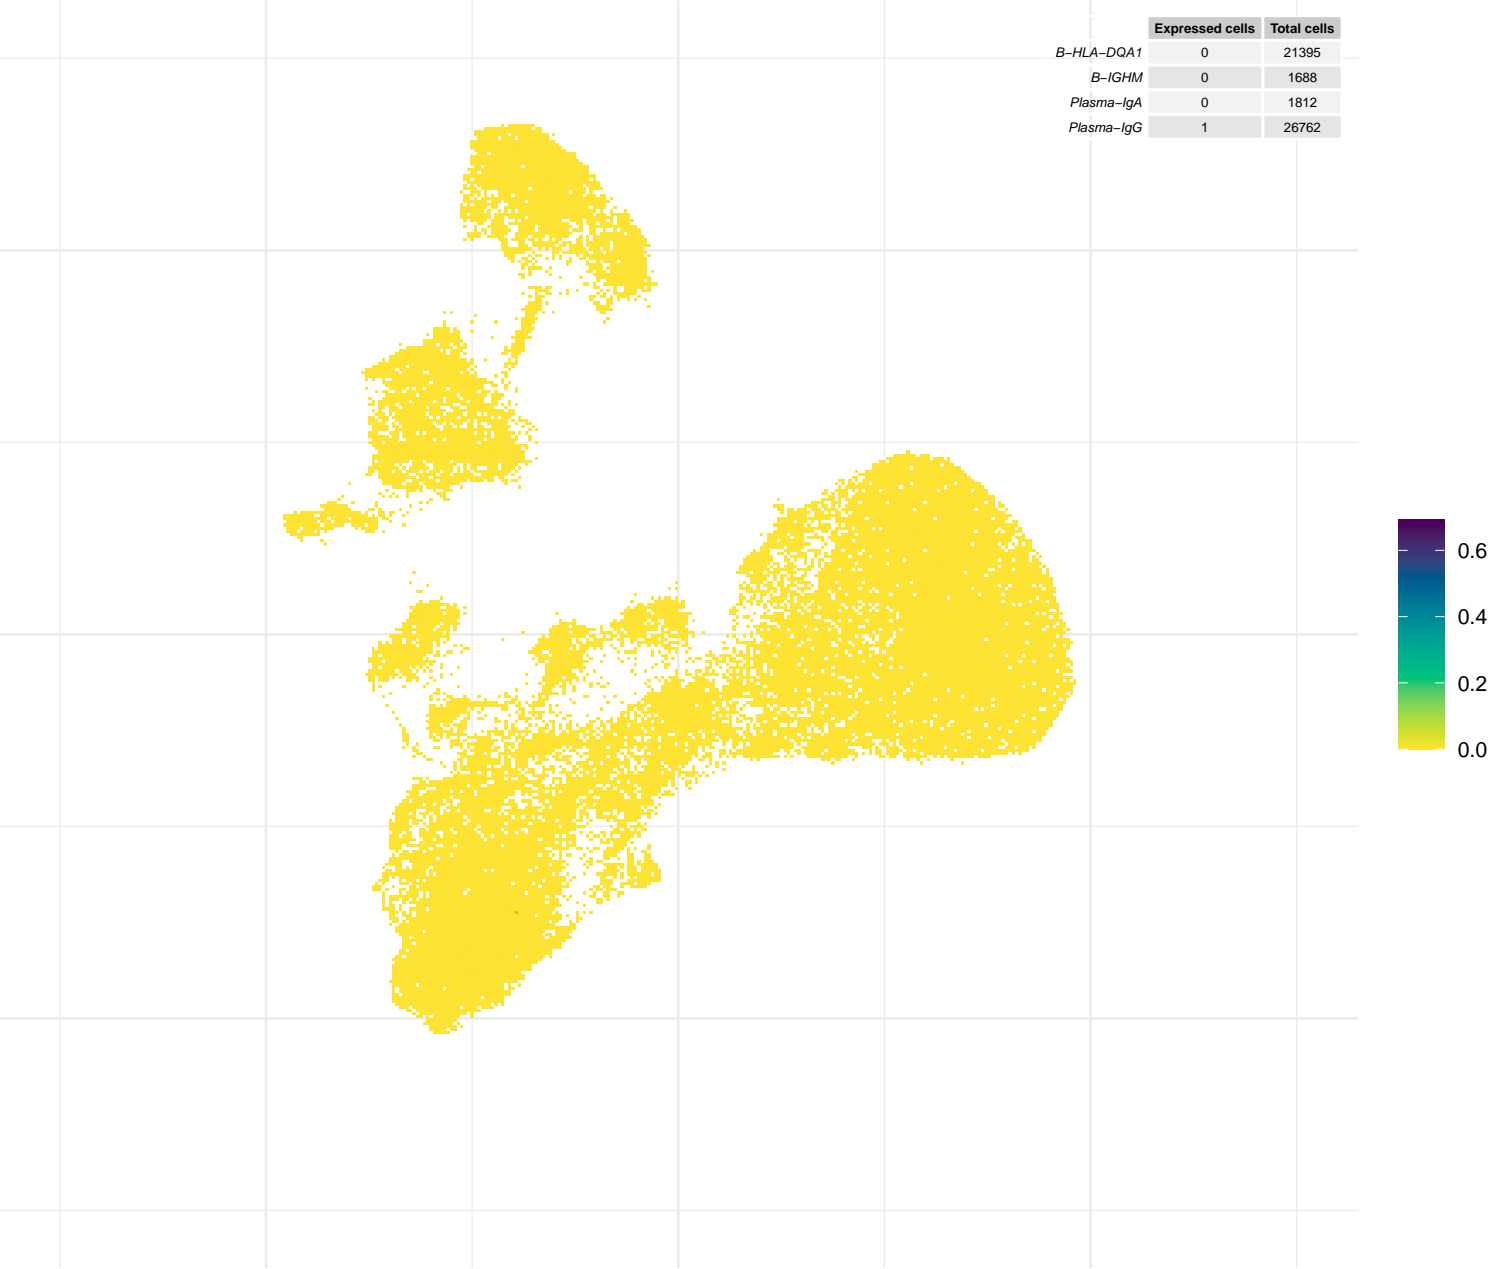 Expressed cells Total cells
B−HLA−DQA1 0 21395
B−IGHM 0 1688
Plasma−IgA 0 1812
Plasma−IgG 1 26762
0.6
0.4
0.2
0.0